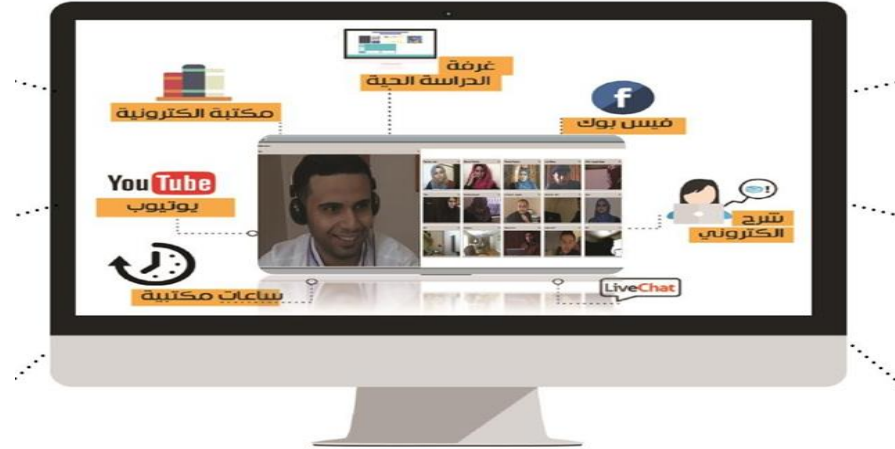 غرفة
الدراسة الحية
مكتبة الكترونية
فيس بوك
YouTube
يوتيوب
شرح
الكتروني
ساعات مكتبية
LiveChat